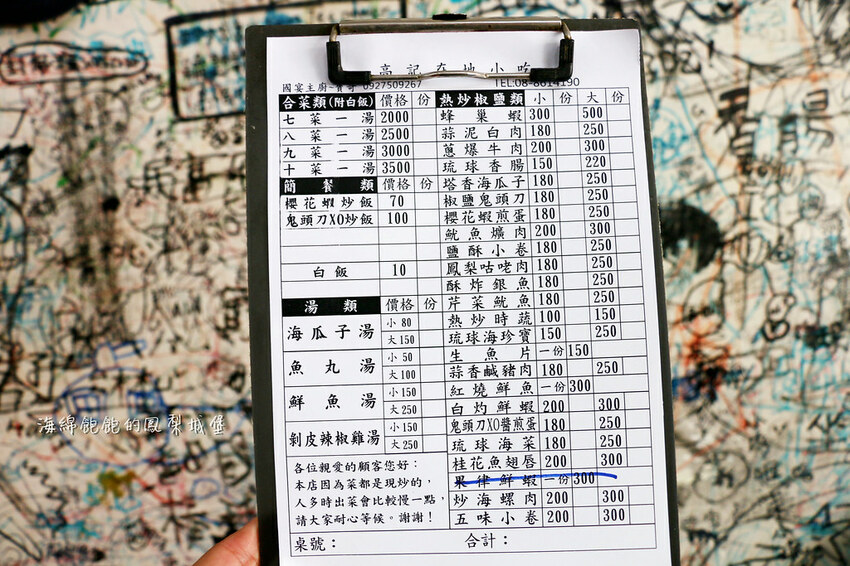 高記在地小吃
國宴主廚~寶哥 0927509267 TEL:08-8614190
合菜類(附白飯) 價格 份
七菜一湯 2000
八菜一湯 2500
九菜一湯 3000
十菜一湯 3500
簡餐類 價格 份
櫻花蝦炒飯 70
鬼頭刀XO炒飯 100
白飯 10
湯類 價格 份
海瓜子湯 小80 大150
魚丸湯 小50 大100
鮮魚湯 小150 大250
剝皮辣椒雞湯 小150 大250
各位親愛的顧客您好：
本店因為菜都是現炒的，
人多時出菜會比較慢一點，
請大家耐心等候。謝謝！
熱炒椒鹽類 小 份 大 份
蜂巢蝦 300 500
蒜泥白肉 180 250
蔥爆牛肉 200 300
琉球香腸 150 220
塔香海瓜子 180 250
椒鹽鬼頭刀 180 250
櫻花蝦煎蛋 180 250
魷魚爌肉 200 300
鹽酥小卷 180 250
鳳梨咕咾肉 180 250
酥炸銀魚 180 250
芹菜魷魚 180 250
熱炒時蔬 100 150
琉球海珍寶 150 250
生魚片 一份 150
蒜香鹹豬肉 180 250
紅燒鮮魚 一份 300
白灼鮮蝦 200 300
鬼頭刀XO醬煎蛋 180 250
琉球海菜 180 250
桂花魚翅唇 200 300
果律鮮蝦 一份 300
炒海螺肉 200 300
五味小卷 200 300
桌號： 合計：
海綿飽飽的鳳梨城堡